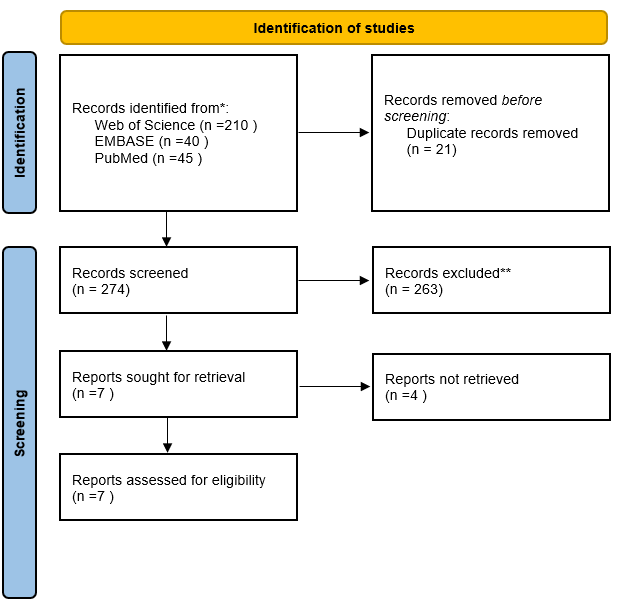 Identification of studies
Identification
Records identified from*:
Web of Science (n =210 )
EMBASE (n =40 )
PubMed (n =45 )
Records removed before
screening:
Duplicate records removed
(n = 21)
Screening
Records screened
(n = 274)
Records excluded**
(n = 263)
Reports sought for retrieval
(n =7 )
Reports not retrieved
(n =4 )
Reports assessed for eligibility
(n =7 )